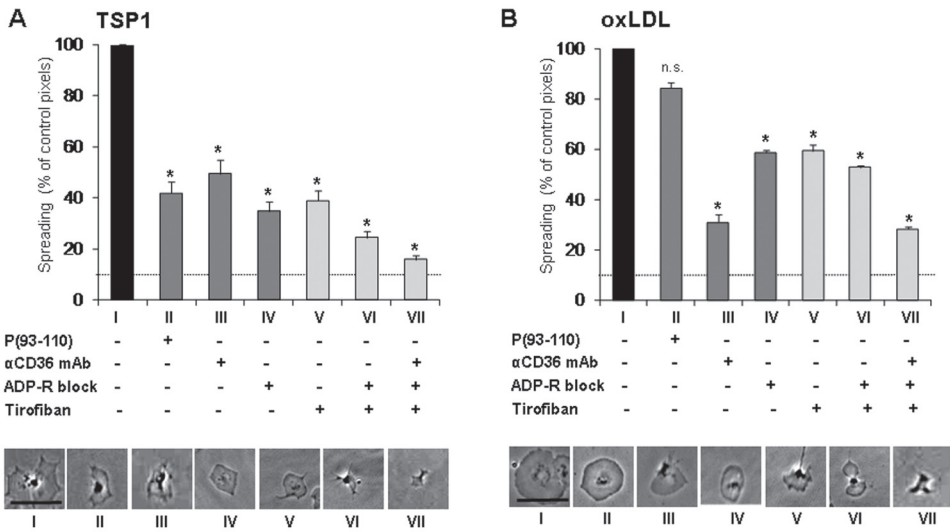 A TSP1
Spreading (% of control pixels)
100
80
60
40
20
0
*
*
*
*
*
*
I II III IV V VI VII
P(93-110) - + - - - - -
αCD36 mAb - - + - - - +
ADP-R block - - - + - + +
Tirofiban - - - - + + +
I II III IV V VI VII
B oxLDL
Spreading (% of control pixels)
100
80
60
40
20
0
n.s.
*
*
*
*
*
I II III IV V VI VII
P(93-110) - + - - - - -
αCD36 mAb - - + - - - +
ADP-R block - - - + - + +
Tirofiban - - - - + + +
I II III IV V VI VII